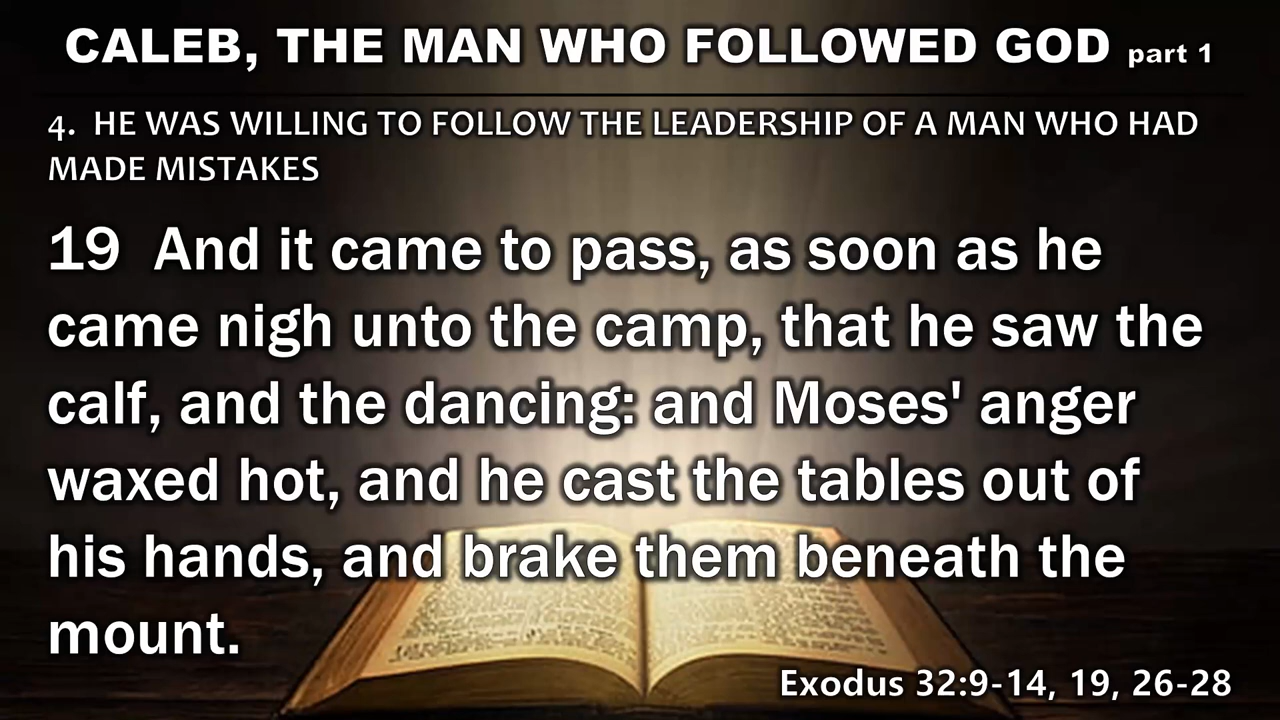 CALEB, THE MAN WHO FOLLOWED GOD part 1
4.  HE WAS WILLING TO FOLLOW THE LEADERSHIP OF A MAN WHO HAD
MADE MISTAKES
19  And it came to pass, as soon as he
came nigh unto the camp, that he saw the
calf, and the dancing: and Moses' anger
waxed hot, and he cast the tables out of
his hands, and brake them beneath the
mount.
Exodus 32:9-14, 19, 26-28